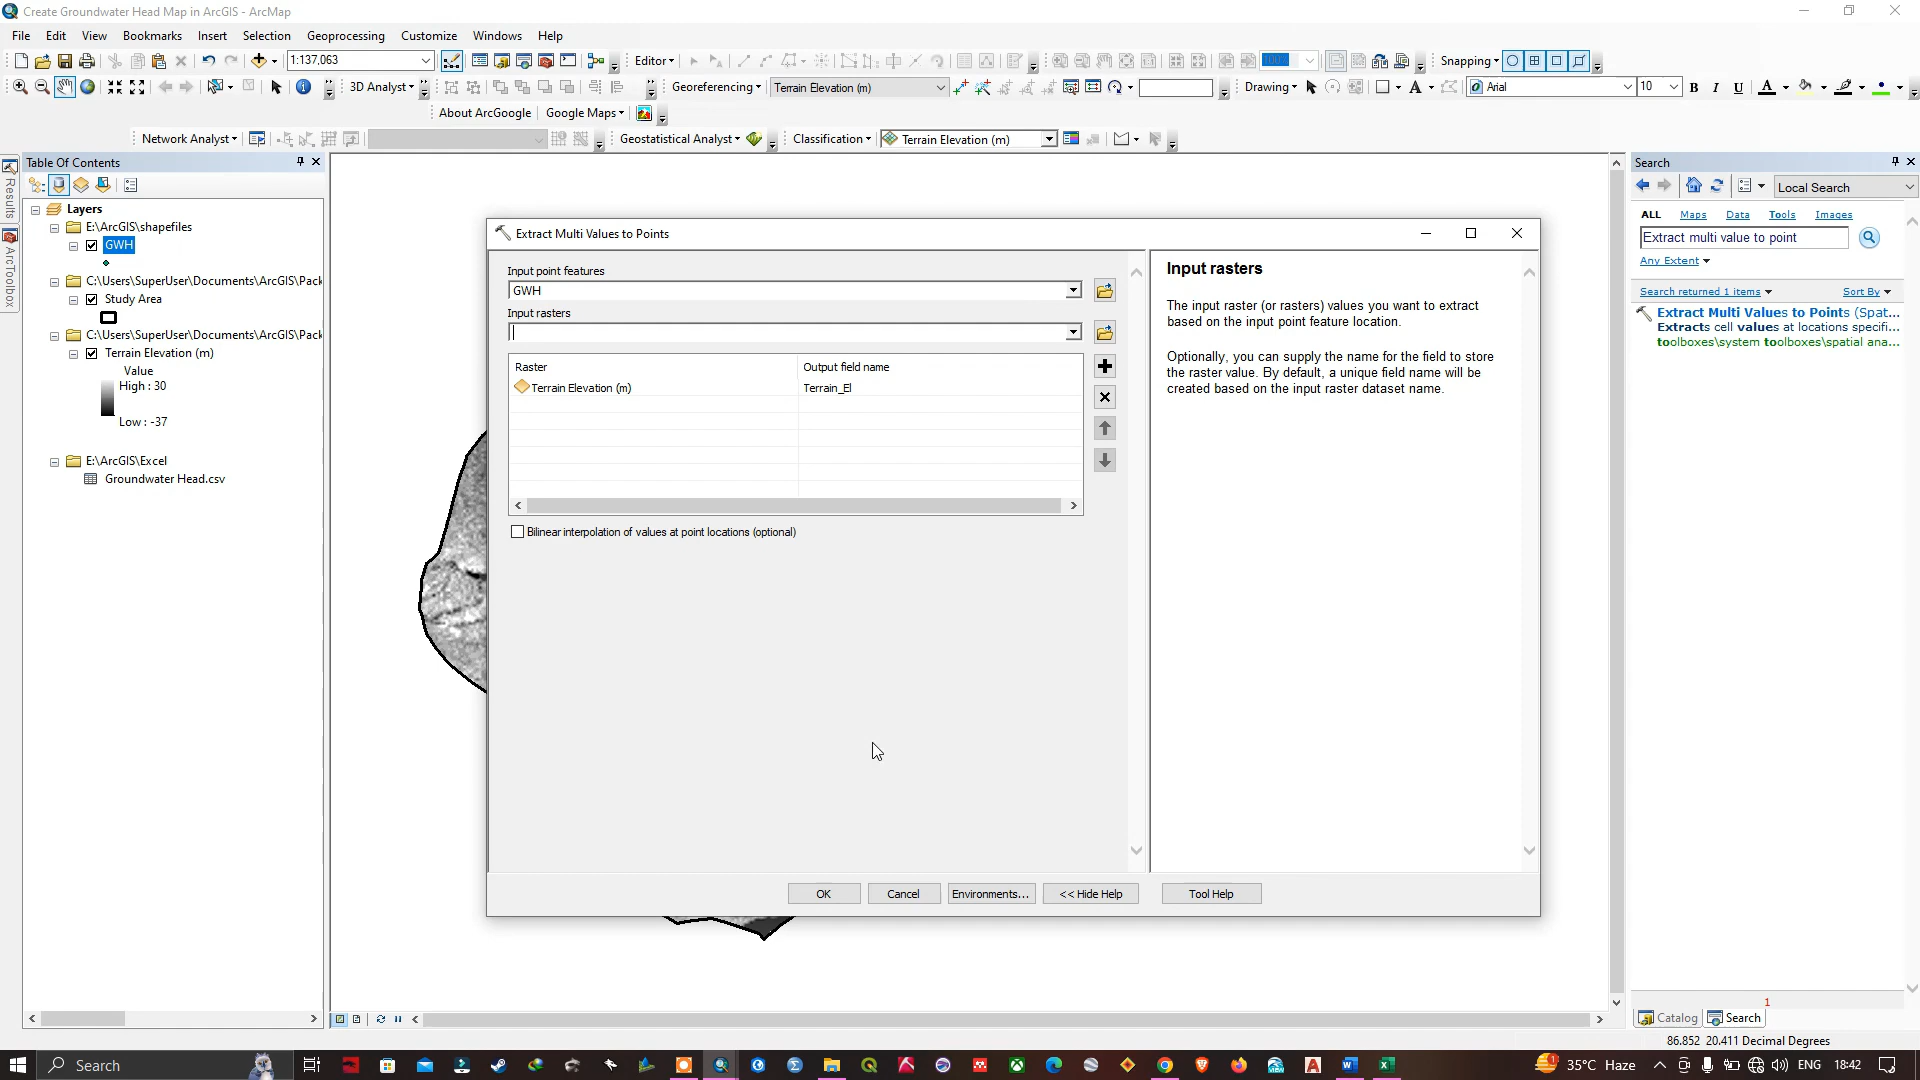 Create Groundwater Head Map in ArcGIS - ArcMap
File Edit View Bookmarks Insert Selection Geoprocessing Customize Windows Help
1:137,063 Editor 100% Snapping
3D Analyst Georeferencing Terrain Elevation (m) Drawing Arial 10 B I U A
About ArcGoogle Google Maps
Network Analyst Geostatistical Analyst Classification Terrain Elevation (m)
Results
ArcToolbox
Table Of Contents
Layers
E:\ArcGIS\shapefiles
GWH
C:\Users\SuperUser\Documents\ArcGIS\Pack
Study Area
C:\Users\SuperUser\Documents\ArcGIS\Pack
Terrain Elevation (m)
Value
High : 30
Low : -37
E:\ArcGIS\Excel
Groundwater Head.csv
Extract Multi Values to Points
Input point features
GWH
Input rasters
Raster Output field name
Terrain Elevation (m) Terrain_El
Bilinear interpolation of values at point locations (optional)
OK Cancel Environments... << Hide Help Tool Help
Input rasters
The input raster (or rasters) values you want to extract
based on the input point feature location.
Optionally, you can supply the name for the field to store
the raster value. By default, a unique field name will be
created based on the input raster dataset name.
Search
Local Search
ALL Maps Data Tools Images
Extract multi value to point
Any Extent
Search returned 1 items Sort By
Extract Multi Values to Points (Spat...
Extracts cell values at locations specifi...
toolboxes\system toolboxes\spatial ana...
1
Catalog Search
86.852 20.411 Decimal Degrees
Search 35°C Haze ENG 18:42